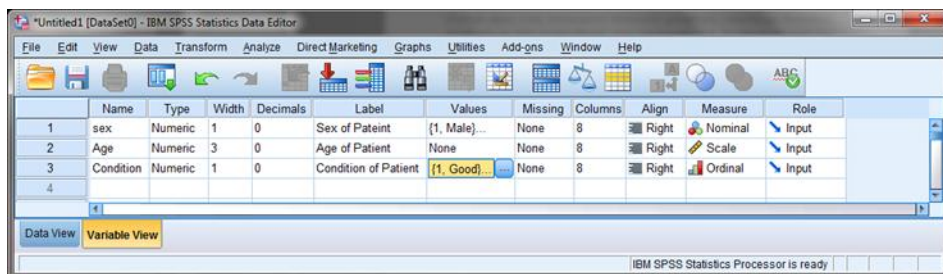 *Untitled1 [DataSet0] - IBM SPSS Statistics Data Editor
File Edit View Data Transform Analyze Direct Marketing Graphs Utilities Add-ons Window Help
ABC
Name Type Width Decimals Label Values Missing Columns Align Measure Role
1 sex Numeric 1 0 Sex of Pateint {1, Male}... None 8 Right Nominal Input
2 Age Numeric 3 0 Age of Patient None None 8 Right Scale Input
3 Condition Numeric 1 0 Condition of Patient {1, Good}... ... None 8 Right Ordinal Input
4
Data View Variable View
IBM SPSS Statistics Processor is ready